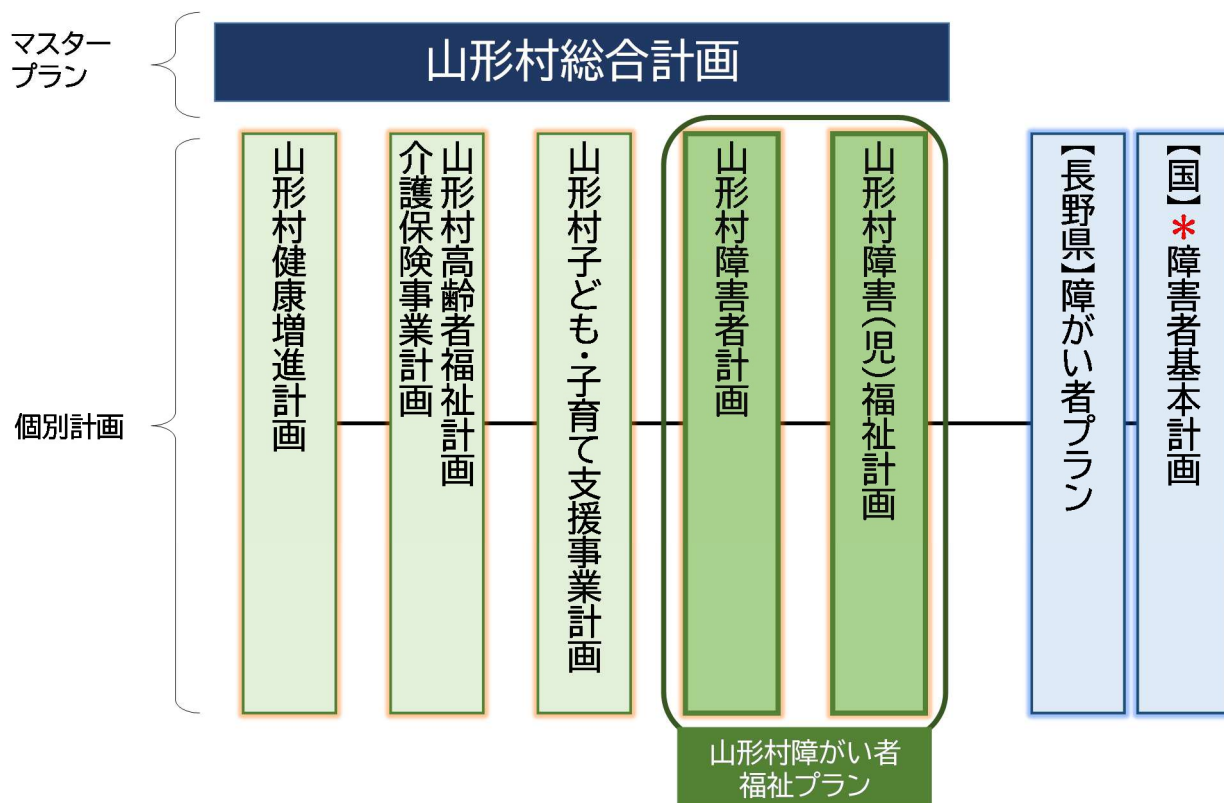 マスター
プラン
山形村総合計画
個別計画
山形村健康増進計画
山形村高齢者福祉計画
介護保険事業計画
山形村子ども・子育て支援事業計画
山形村障害者計画
山形村障害(児)福祉計画
【長野県】障がい者プラン
【国】*障害者基本計画
山形村障がい者
福祉プラン